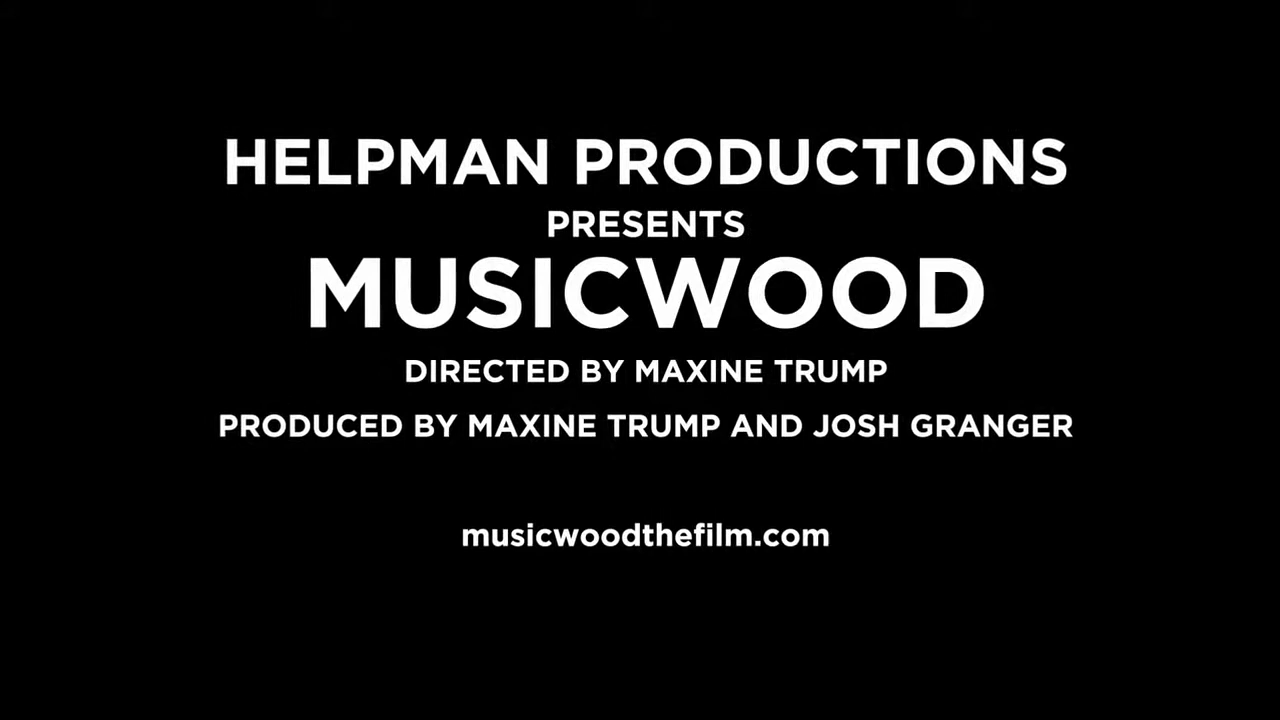 HELPMAN PRODUCTIONS
PRESENTS
MUSICWOOD
DIRECTED BY MAXINE TRUMP
PRODUCED BY MAXINE TRUMP AND JOSH GRANGER
musicwoodthefilm.com